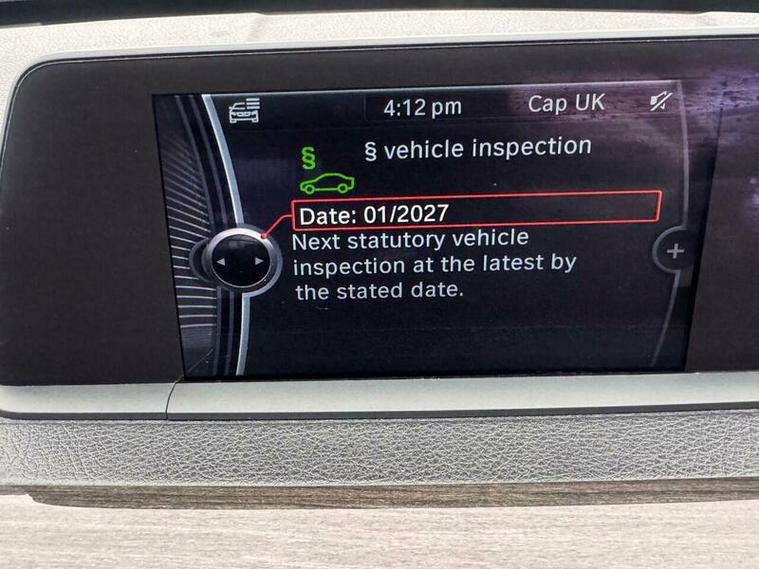 4:12 pm Cap UK
§ vehicle inspection
§
Date: 01/2027
Next statutory vehicle
inspection at the latest by
the stated date.